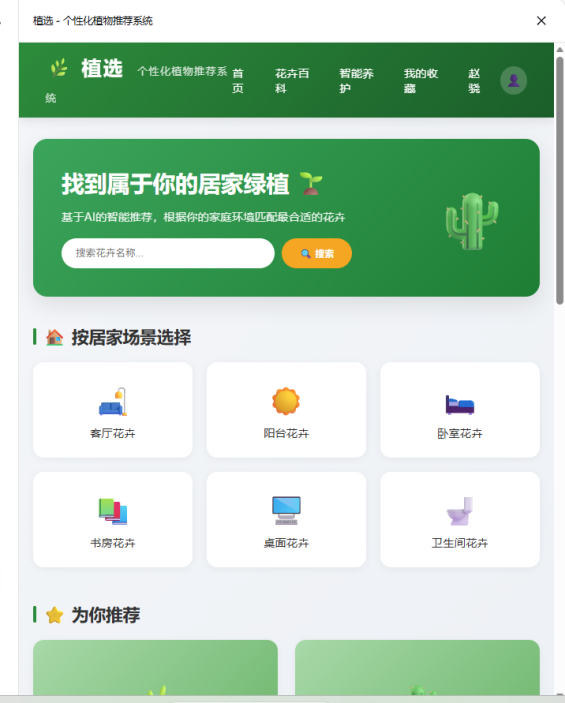 植选 - 个性化植物推荐系统
植选 个性化植物推荐系
统
首
页
花卉百
科
智能养
护
我的收
藏
赵
骁
找到属于你的居家绿植
基于AI的智能推荐，根据你的家庭环境匹配最合适的花卉
搜索花卉名称...
搜索
按居家场景选择
客厅花卉
阳台花卉
卧室花卉
书房花卉
桌面花卉
卫生间花卉
为你推荐